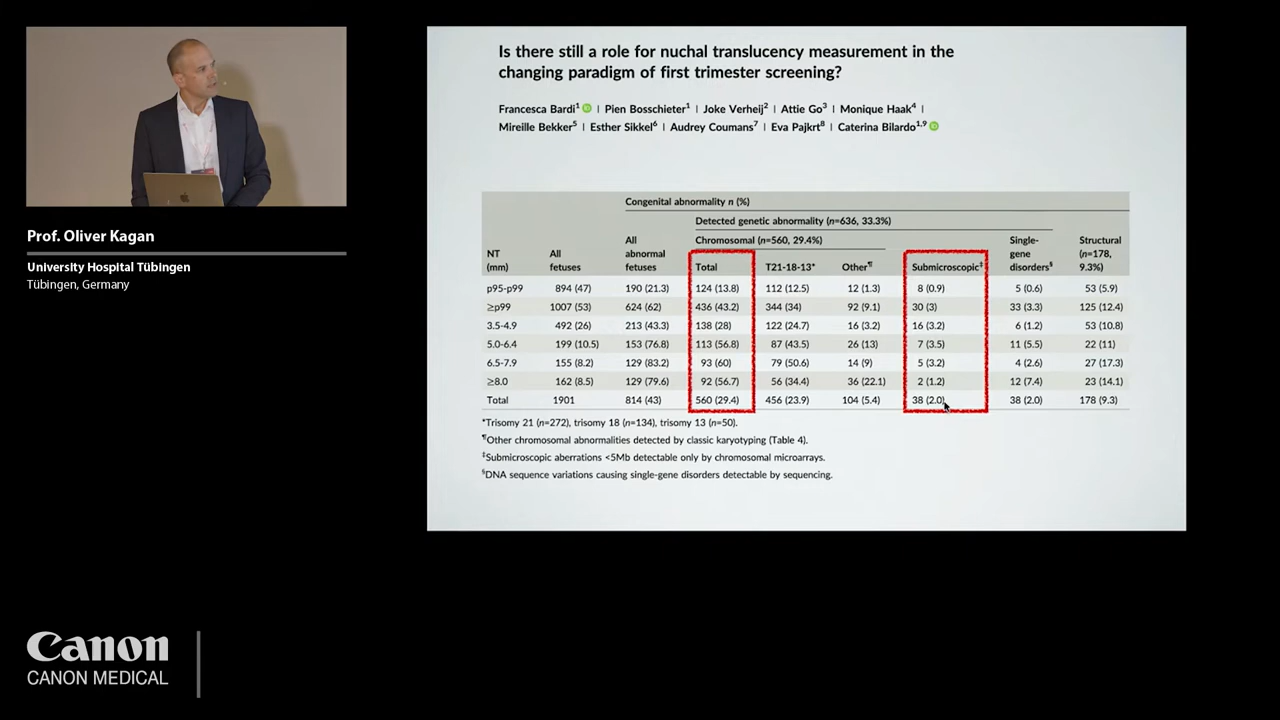 Is there still a role for nuchal translucency measurement in the
changing paradigm of first trimester screening?
Francesca Bardi¹ | Pien Bosschieter¹ | Joke Verheij² | Attie Go³ | Monique Haak⁴ |
Mireille Bekker⁵ | Esther Sikkel⁶ | Audrey Coumans⁷ | Eva Pajkrt⁸ | Caterina Bilardo¹,⁹
Prof. Oliver Kagan
University Hospital Tübingen
Tübingen, Germany
Congenital abnormality n (%)
Detected genetic abnormality (n=636, 33.3%)
Chromosomal (n=560, 29.4%)
NT (mm) All fetuses All abnormal fetuses Total T21-18-13* Other¶ Submicroscopic‡ Single-gene disorders§ Structural (n=178, 9.3%)
p95-p99 894 (47) 190 (21.3) 124 (13.8) 112 (12.5) 12 (1.3) 8 (0.9) 5 (0.6) 53 (5.9)
≥p99 1007 (53) 624 (62) 436 (43.2) 344 (34) 92 (9.1) 30 (3) 33 (3.3) 125 (12.4)
3.5-4.9 492 (26) 213 (43.3) 138 (28) 122 (24.7) 16 (3.2) 16 (3.2) 6 (1.2) 53 (10.8)
5.0-6.4 199 (10.5) 153 (76.8) 113 (56.8) 87 (43.5) 26 (13) 7 (3.5) 11 (5.5) 22 (11)
6.5-7.9 155 (8.2) 129 (83.2) 93 (60) 79 (50.6) 14 (9) 5 (3.2) 4 (2.6) 27 (17.3)
≥8.0 162 (8.5) 129 (79.6) 92 (56.7) 56 (34.4) 36 (22.1) 2 (1.2) 12 (7.4) 23 (14.1)
Total 1901 814 (43) 560 (29.4) 456 (23.9) 104 (5.4) 38 (2.0) 38 (2.0) 178 (9.3)
*Trisomy 21 (n=272), trisomy 18 (n=134), trisomy 13 (n=50).
¶Other chromosomal abnormalities detected by classic karyotyping (Table 4).
‡Submicroscopic aberrations <5Mb detectable only by chromosomal microarrays.
§DNA sequence variations causing single-gene disorders detectable by sequencing.
Canon
CANON MEDICAL